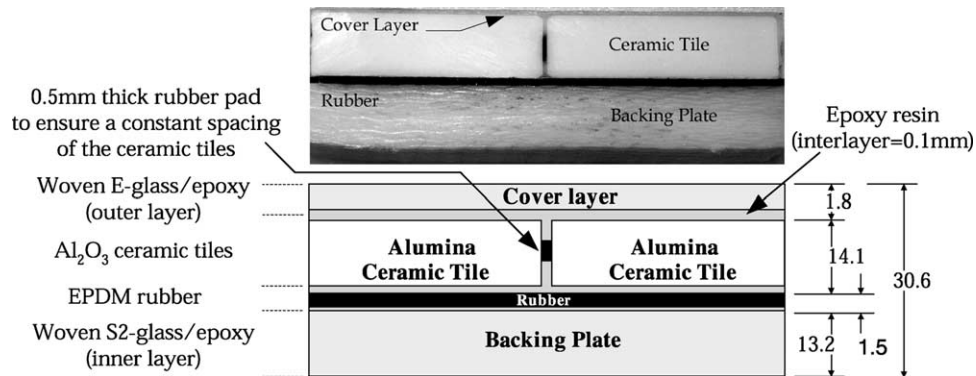 Cover Layer
Ceramic Tile
Rubber
Backing Plate
0.5mm thick rubber pad
to ensure a constant spacing
of the ceramic tiles
Epoxy resin
(interlayer=0.1mm)
Woven E-glass/epoxy
(outer layer)
Cover layer
1.8
Al₂O₃ ceramic tiles
Alumina
Ceramic Tile
Alumina
Ceramic Tile
14.1
30.6
EPDM rubber
Rubber
Woven S2-glass/epoxy
(inner layer)
Backing Plate
13.2
1.5